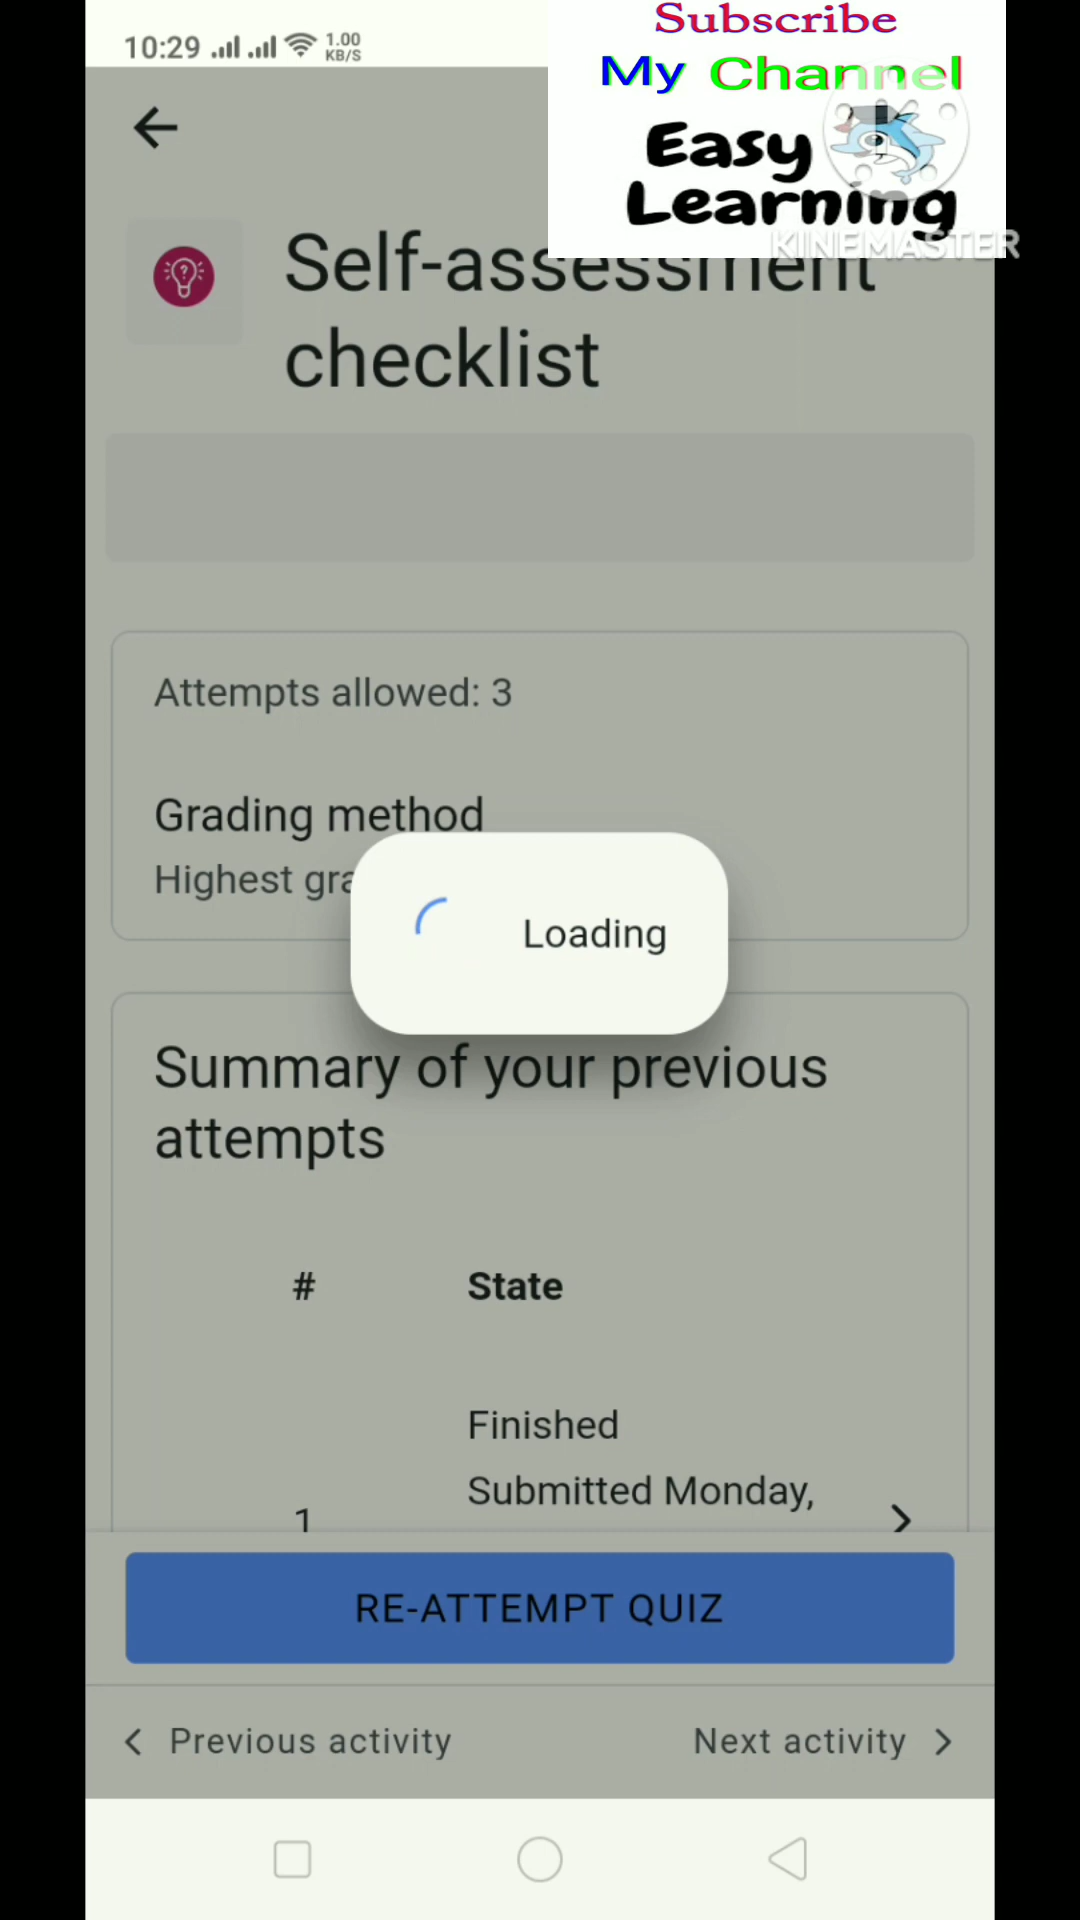 10:29
1.00
KB/S
Subscribe
My Channel
Easy
Learning
KINEMASTER
Self-assessment
checklist
Attempts allowed: 3
Grading method
Highest gra
Loading
Summary of your previous
attempts
# State
Finished
Submitted Monday,
1
RE-ATTEMPT QUIZ
Previous activity Next activity